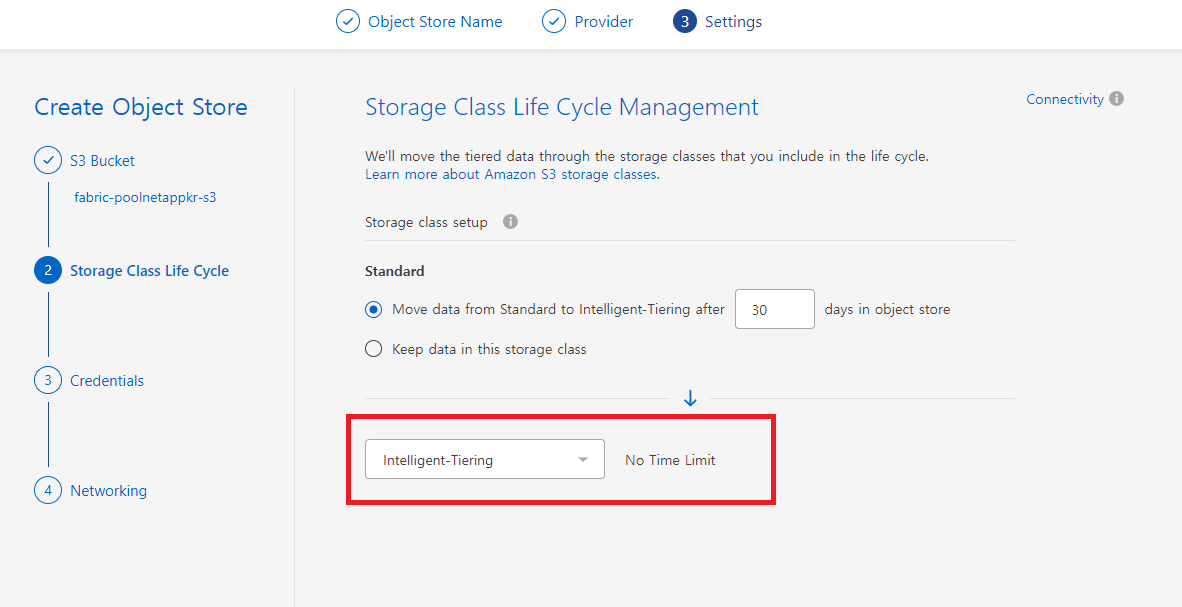 Object Store Name
Provider
3 Settings
Create Object Store
S3 Bucket
fabric-poolnetappkr-s3
2 Storage Class Life Cycle
3 Credentials
4 Networking
Storage Class Life Cycle Management
Connectivity i
We'll move the tiered data through the storage classes that you include in the life cycle.
Learn more about Amazon S3 storage classes.
Storage class setup i
Standard
Move data from Standard to Intelligent-Tiering after 30 days in object store
Keep data in this storage class
Intelligent-Tiering No Time Limit